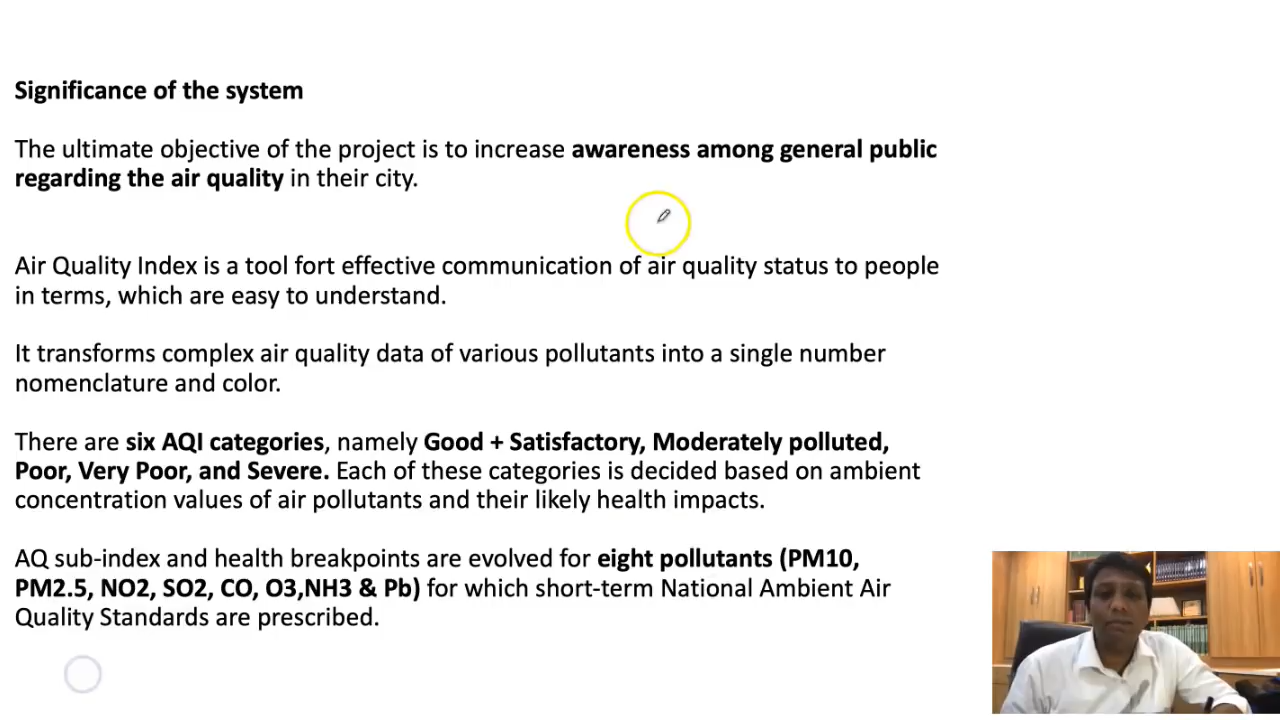 Significance of the system
The ultimate objective of the project is to increase awareness among general public
regarding the air quality in their city.
Air Quality Index is a tool fort effective communication of air quality status to people
in terms, which are easy to understand.
It transforms complex air quality data of various pollutants into a single number
nomenclature and color.
There are six AQI categories, namely Good + Satisfactory, Moderately polluted,
Poor, Very Poor, and Severe. Each of these categories is decided based on ambient
concentration values of air pollutants and their likely health impacts.
AQ sub-index and health breakpoints are evolved for eight pollutants (PM10,
PM2.5, NO2, SO2, CO, O3,NH3 & Pb) for which short-term National Ambient Air
Quality Standards are prescribed.